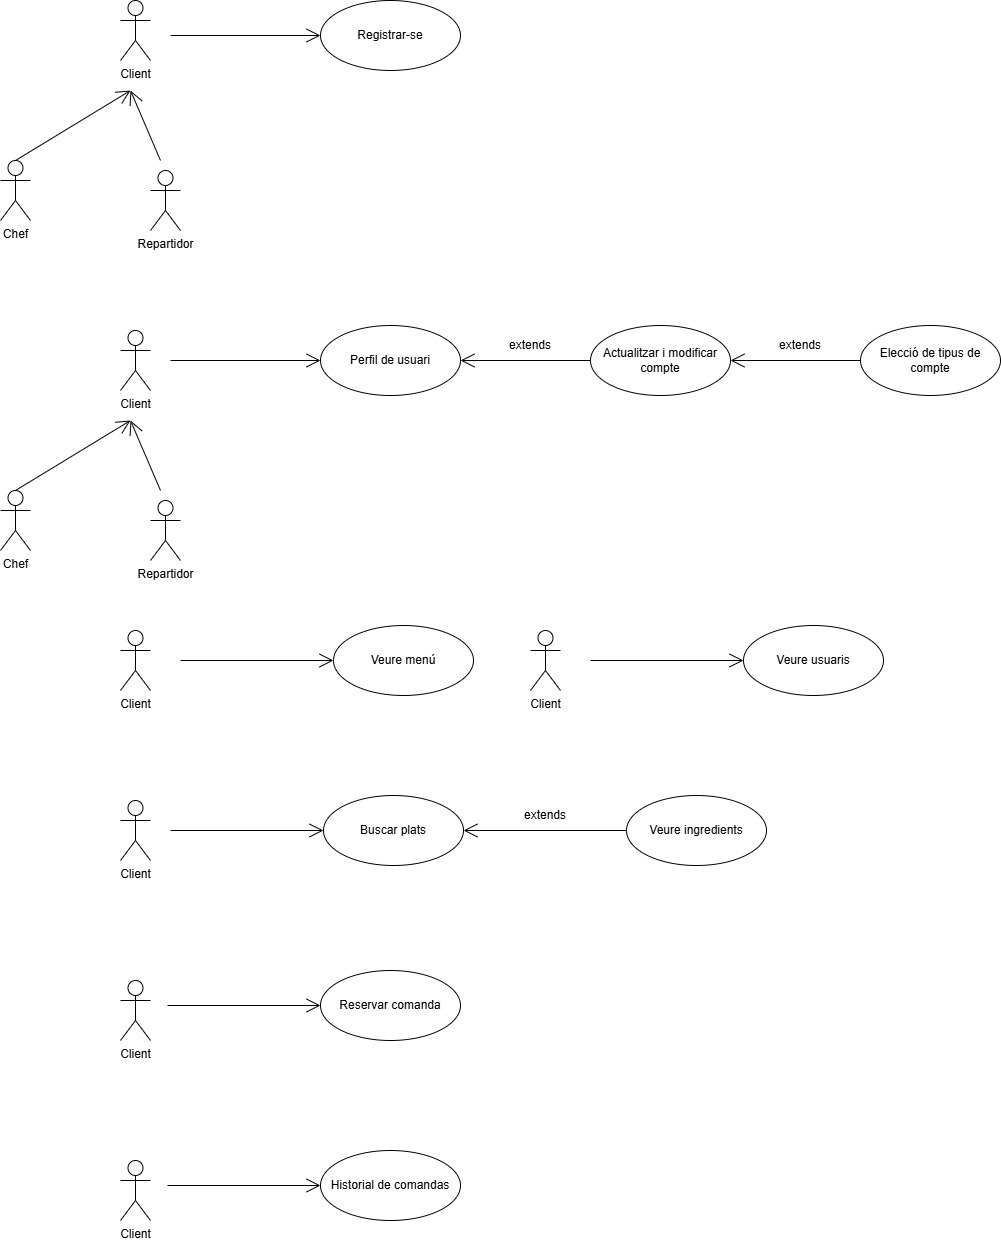 Registrar-se
Client
Chef
Repartidor
Perfil de usuari
extends
Actualitzar i modificar
compte
extends
Elecció de tipus de
compte
Client
Chef
Repartidor
Veure menú
Client
Veure usuaris
Client
Buscar plats
extends
Veure ingredients
Client
Reservar comanda
Client
Historial de comandas
Client